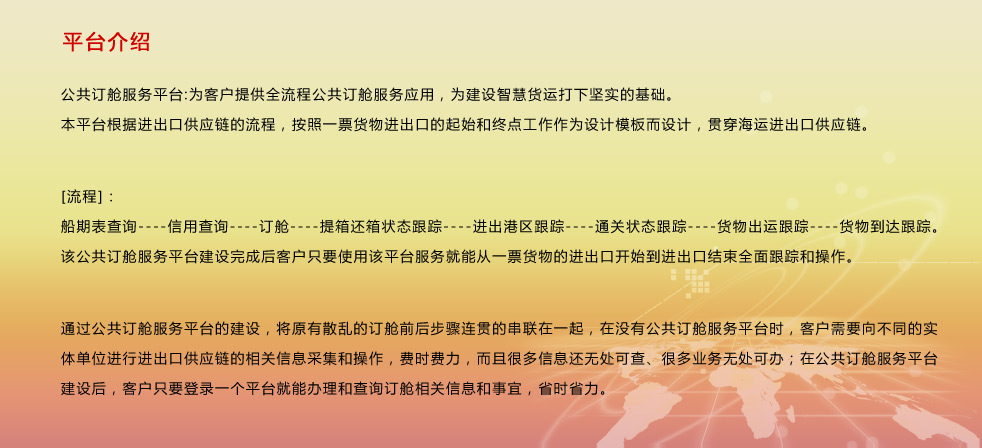 平台介绍
公共订舱服务平台:为客户提供全流程公共订舱服务应用，为建设智慧货运打下坚实的基础。
本平台根据进出口供应链的流程，按照一票货物进出口的起始和终点工作作为设计模板而设计，贯穿海运进出口供应链。
[流程]：
船期表查询----信用查询----订舱----提箱还箱状态跟踪----进出港区跟踪----通关状态跟踪----货物出运跟踪----货物到达跟踪。
该公共订舱服务平台建设完成后客户只要使用该平台服务就能从一票货物的进出口开始到进出口结束全面跟踪和操作。
通过公共订舱服务平台的建设，将原有散乱的订舱前后步骤连贯的串联在一起，在没有公共订舱服务平台时，客户需要向不同的实
体单位进行进出口供应链的相关信息采集和操作，费时费力，而且很多信息还无处可查、很多业务无处可办；在公共订舱服务平台
建设后，客户只要登录一个平台就能办理和查询订舱相关信息和事宜，省时省力。